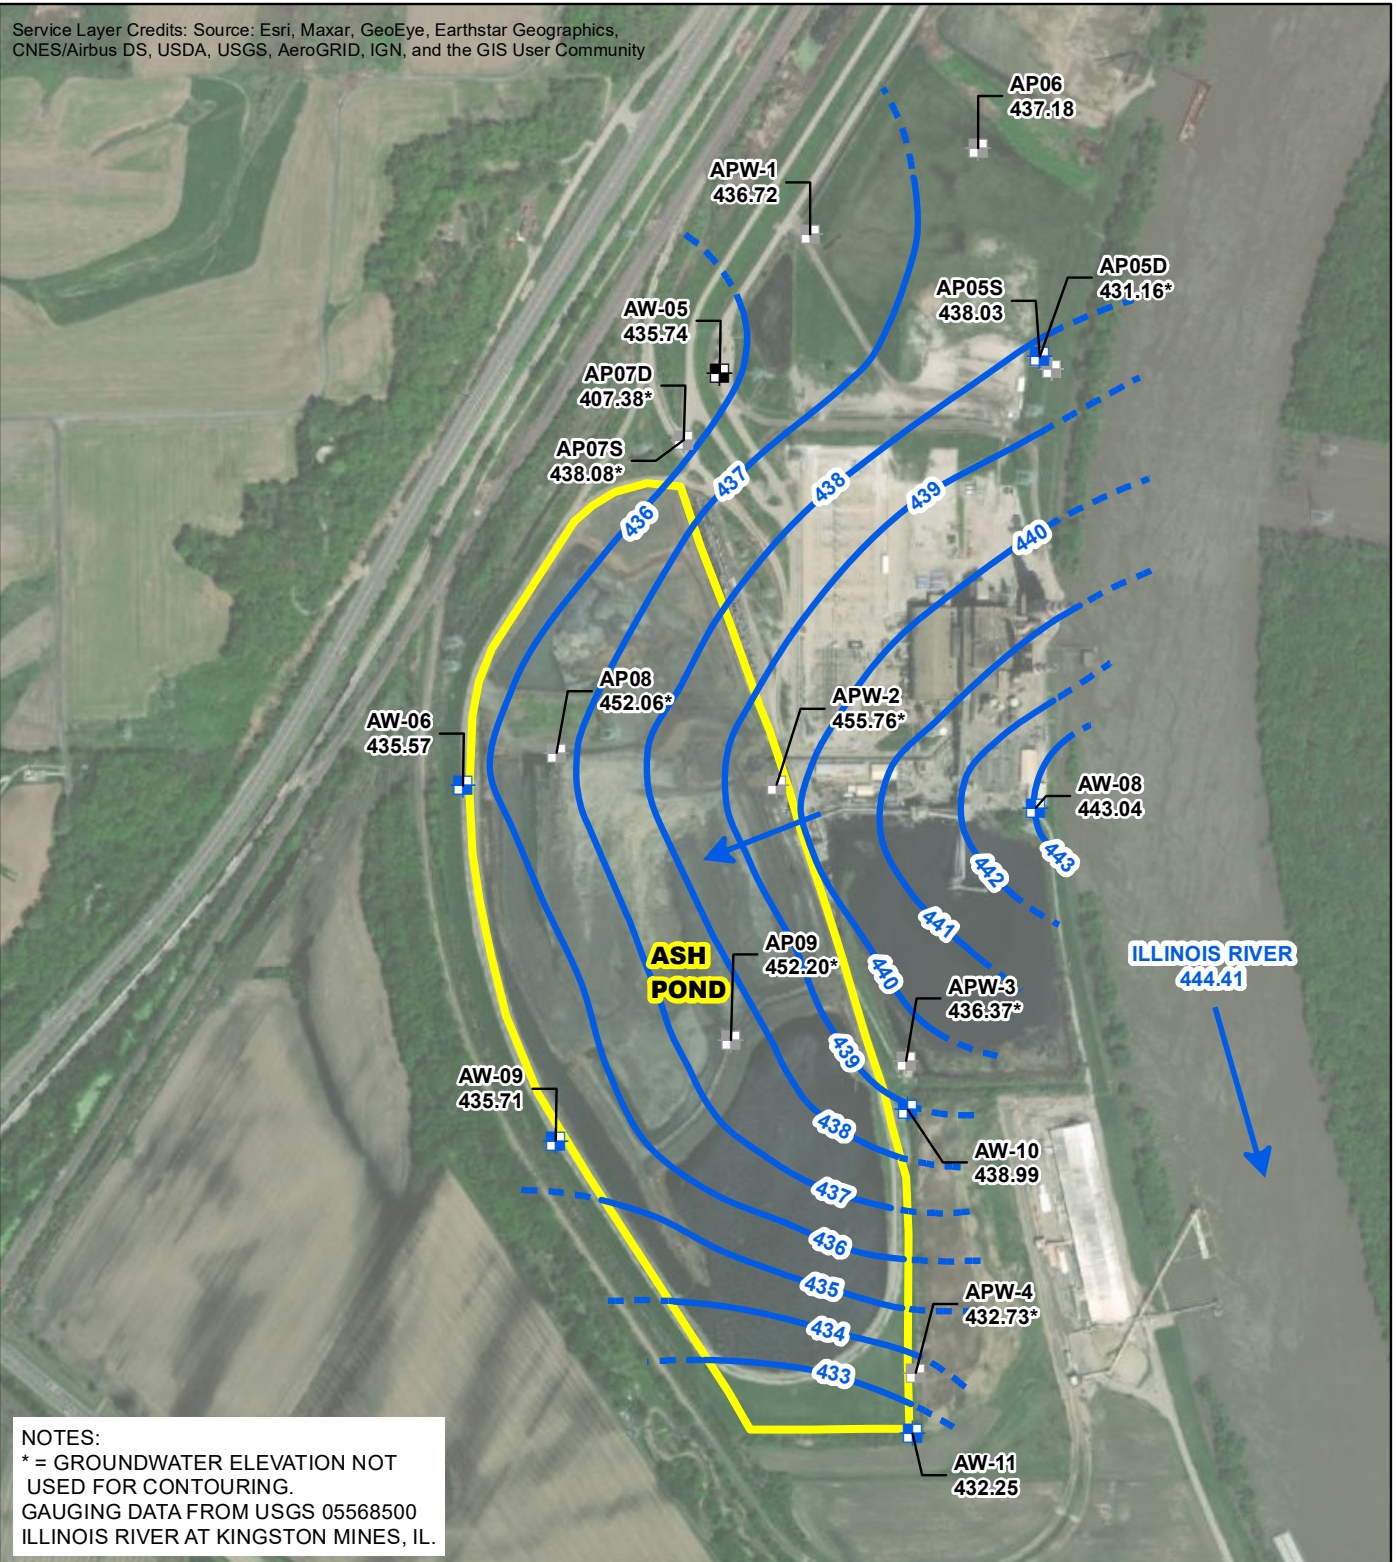 Service Layer Credits: Source: Esri, Maxar, GeoEye, Earthstar Geographics,
CNES/Airbus DS, USDA, USGS, AeroGRID, IGN, and the GIS User Community
AP06
437.18
APW-1
436.72
AP05D
431.16*
AP05S
438.03
AW-05
435.74
AP07D
407.38*
AP07S
438.08*
437
438
439
436
440
AP08
452.06*
APW-2
455.76*
AW-06
435.57
AW-08
443.04
443
442
441
ASH
POND
AP09
452.20*
440
ILLINOIS RIVER
444.41
APW-3
436.37*
439
AW-09
435.71
438
AW-10
438.99
437
436
435
APW-4
432.73*
434
433
AW-11
432.25
NOTES:
* = GROUNDWATER ELEVATION NOT
USED FOR CONTOURING.
GAUGING DATA FROM USGS 05568500
ILLINOIS RIVER AT KINGSTON MINES, IL.